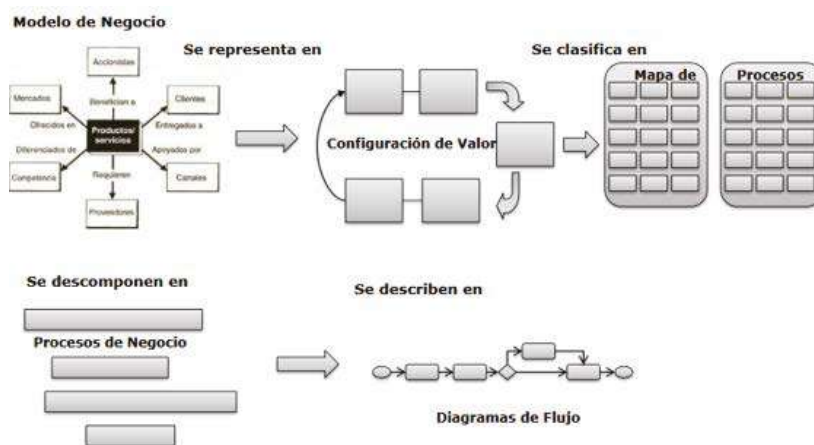 Modelo de Negocio
Se representa en
Se clasifica en
Accionistas
Mercados
Benefician a
Clientes
Ofrecidos en
Productos/
servicios
Entregados a
Diferenciados de
Apoyados por
Competencia
Requieren
Canales
Proveedores
Configuración de Valor
Mapa de
Procesos
Se descomponen en
Se describen en
Procesos de Negocio
Diagramas de Flujo